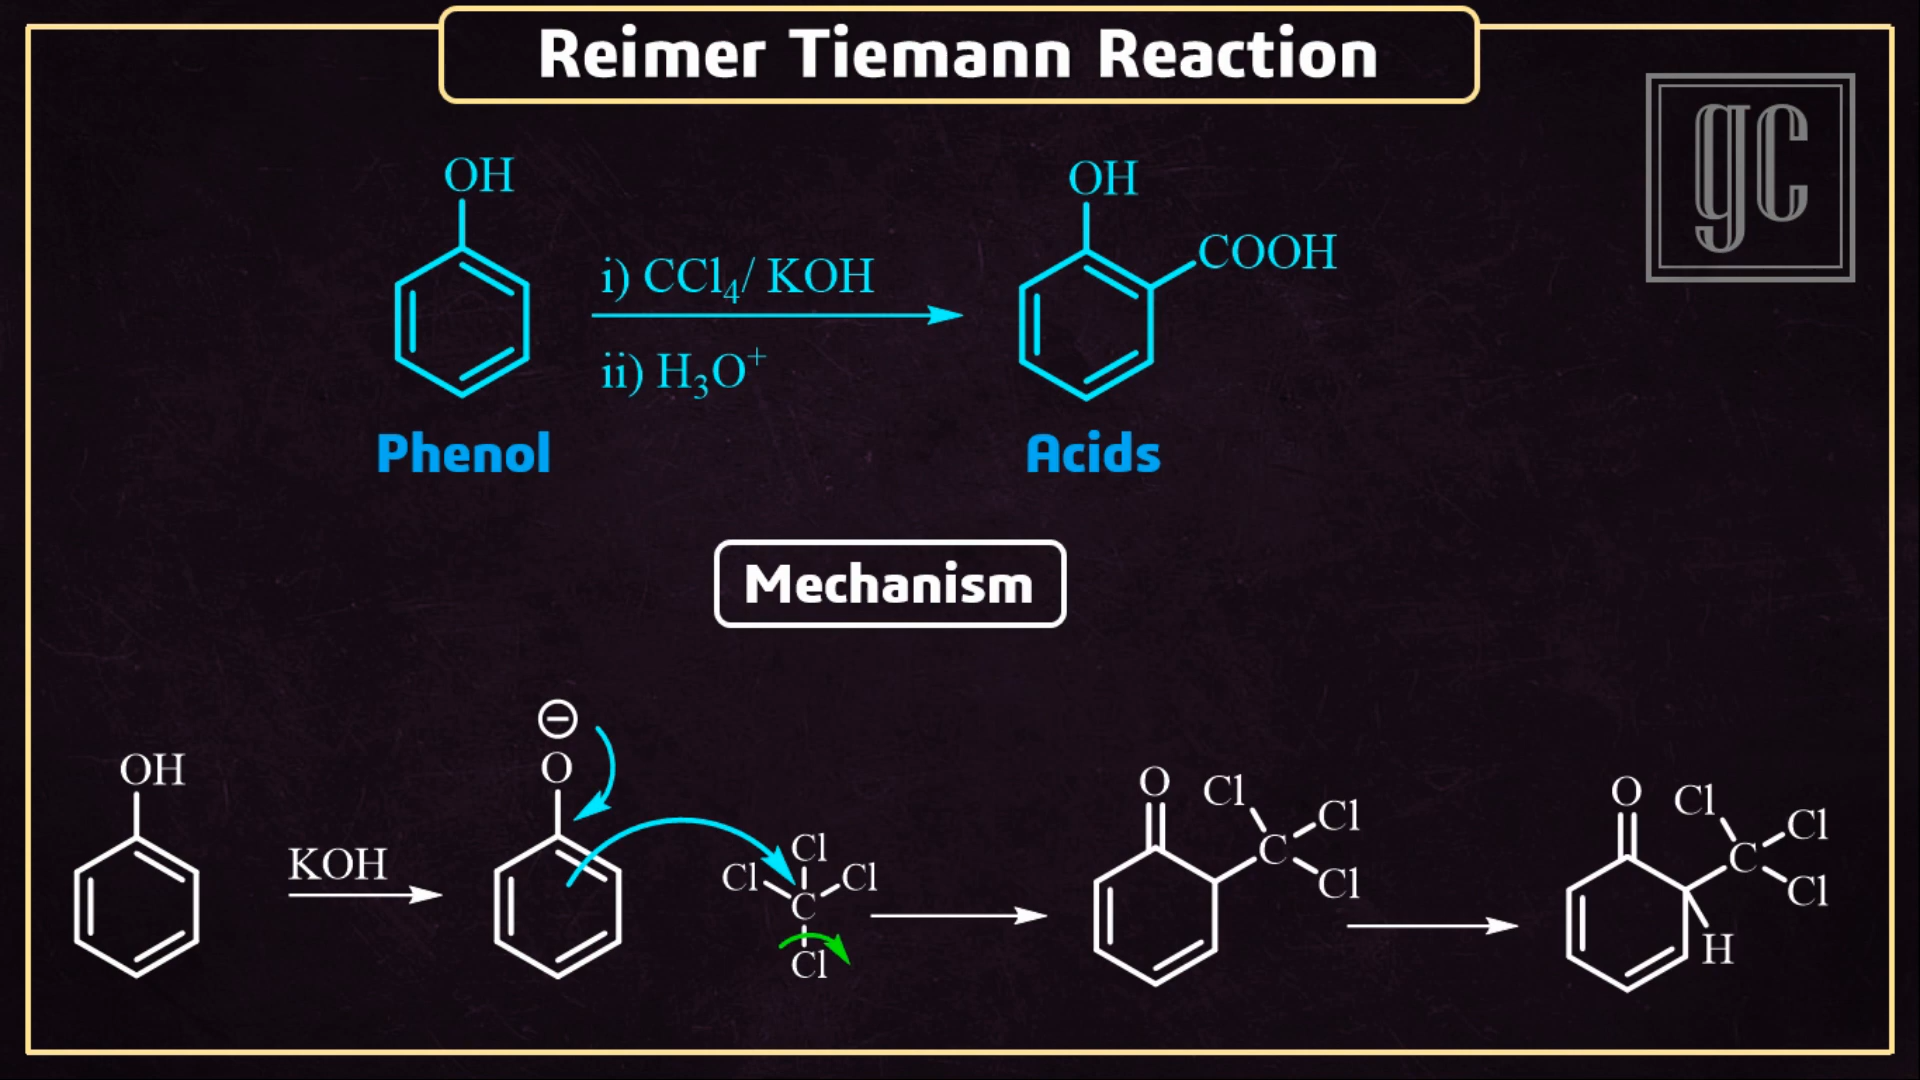 Reimer Tiemann Reaction
gc
OH
OH
COOH
i) CCl₄/ KOH
ii) H₃O⁺
Phenol
Acids
Mechanism
⊖
OH
O
KOH
Cl
Cl
Cl
C
Cl
O
Cl
Cl
C
Cl
O
Cl
Cl
C
Cl
H